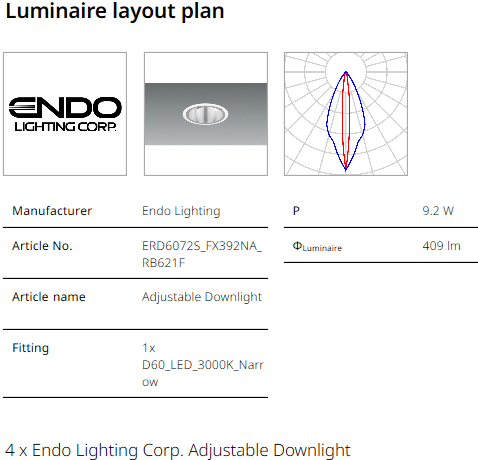 Luminaire layout plan
ENDO
LIGHTING CORP.
Manufacturer Endo Lighting
Article No. ERD6072S_FX392NA_
RB621F
Article name Adjustable Downlight
Fitting 1x
D60_LED_3000K_Narr
ow
P 9.2 W
ΦLuminaire 409 lm
4 x Endo Lighting Corp. Adjustable Downlight